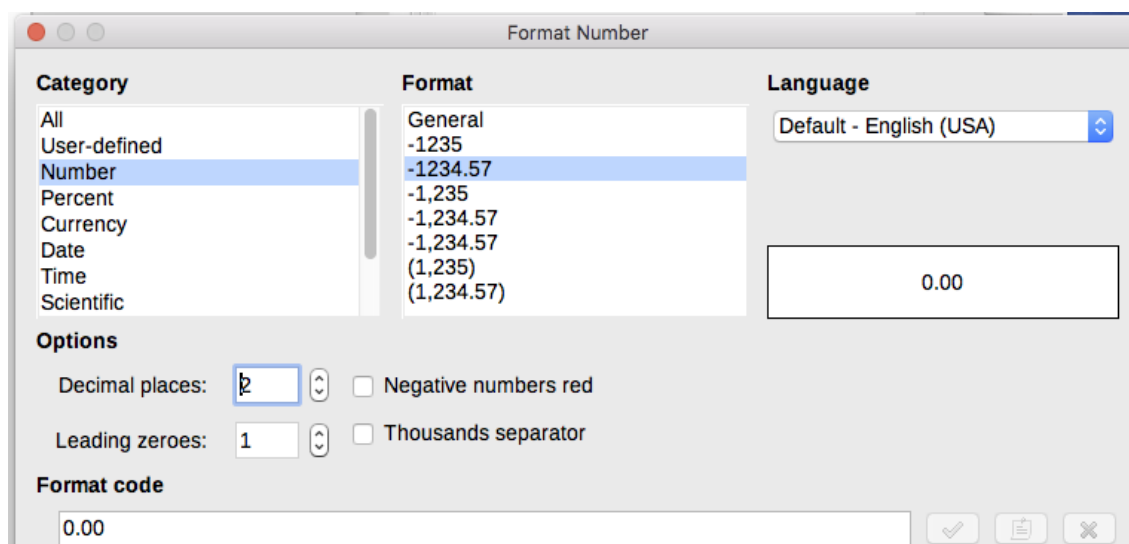 Format Number
Category
All
User-defined
Number
Percent
Currency
Date
Time
Scientific
Format
General
-1235
-1234.57
-1,235
-1,234.57
-1,234.57
(1,235)
(1,234.57)
Language
Default - English (USA)
0.00
Options
Decimal places: 2
Negative numbers red
Leading zeroes: 1
Thousands separator
Format code
0.00